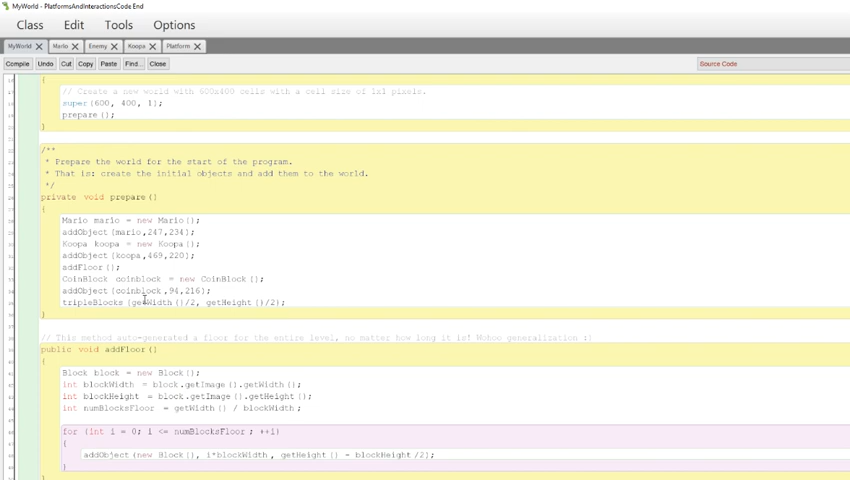 MyWorld - PlatformsAndInteractionsCode End
Class Edit Tools Options
MyWorld Mario Enemy Koopa Platform
Compile Undo Cut Copy Paste Find... Close Source Code
{
// Create a new world with 600x400 cells with a cell size of 1x1 pixels.
super(600, 400, 1);
prepare();
}
/**
* Prepare the world for the start of the program.
* That is: create the initial objects and add them to the world.
*/
private void prepare()
{
Mario mario = new Mario();
addObject(mario,247,234);
Koopa koopa = new Koopa();
addObject(koopa,469,220);
addFloor();
CoinBlock coinblock = new CoinBlock();
addObject(coinblock,94,216);
tripleBlocks(getWidth()/2, getHeight()/2);
}
// This method auto-generated a floor for the entire level, no matter how long it is! Wohoo generalization :)
public void addFloor()
{
Block block = new Block();
int blockWidth = block.getImage().getWidth();
int blockHeight = block.getImage().getHeight();
int numBlocksFloor = getWidth() / blockWidth;
for (int i = 0; i <= numBlocksFloor; ++i)
{
addObject(new Block(), i*blockWidth, getHeight() - blockHeight/2);
}
}